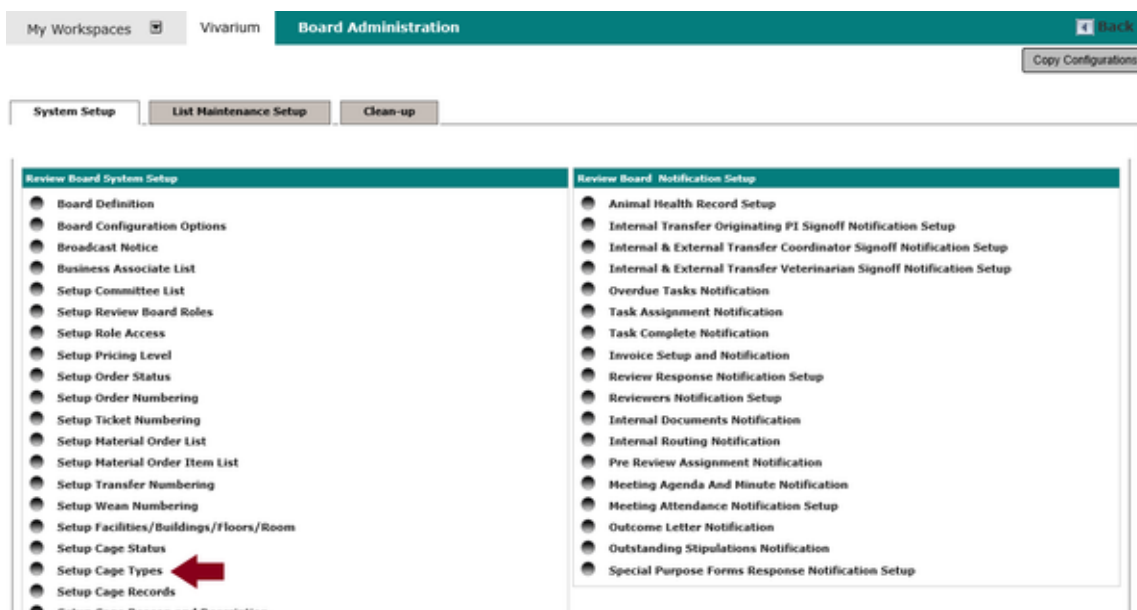 My Workspaces Vivarium Board Administration Back
Copy Configurations
System Setup List Maintenance Setup Clean-up
Review Board System Setup
Board Definition
Board Configuration Options
Broadcast Notice
Business Associate List
Setup Committee List
Setup Review Board Roles
Setup Role Access
Setup Pricing Level
Setup Order Status
Setup Order Numbering
Setup Ticket Numbering
Setup Material Order List
Setup Material Order Item List
Setup Transfer Numbering
Setup Wean Numbering
Setup Facilities/Buildings/Floors/Room
Setup Cage Status
Setup Cage Types
Setup Cage Records
Review Board Notification Setup
Animal Health Record Setup
Internal Transfer Originating PI Signoff Notification Setup
Internal & External Transfer Coordinator Signoff Notification Setup
Internal & External Transfer Veterinarian Signoff Notification Setup
Overdue Tasks Notification
Task Assignment Notification
Task Complete Notification
Invoice Setup and Notification
Review Response Notification Setup
Reviewers Notification Setup
Internal Documents Notification
Internal Routing Notification
Pre Review Assignment Notification
Meeting Agenda And Minute Notification
Meeting Attendance Notification Setup
Outcome Letter Notification
Outstanding Stipulations Notification
Special Purpose Forms Response Notification Setup